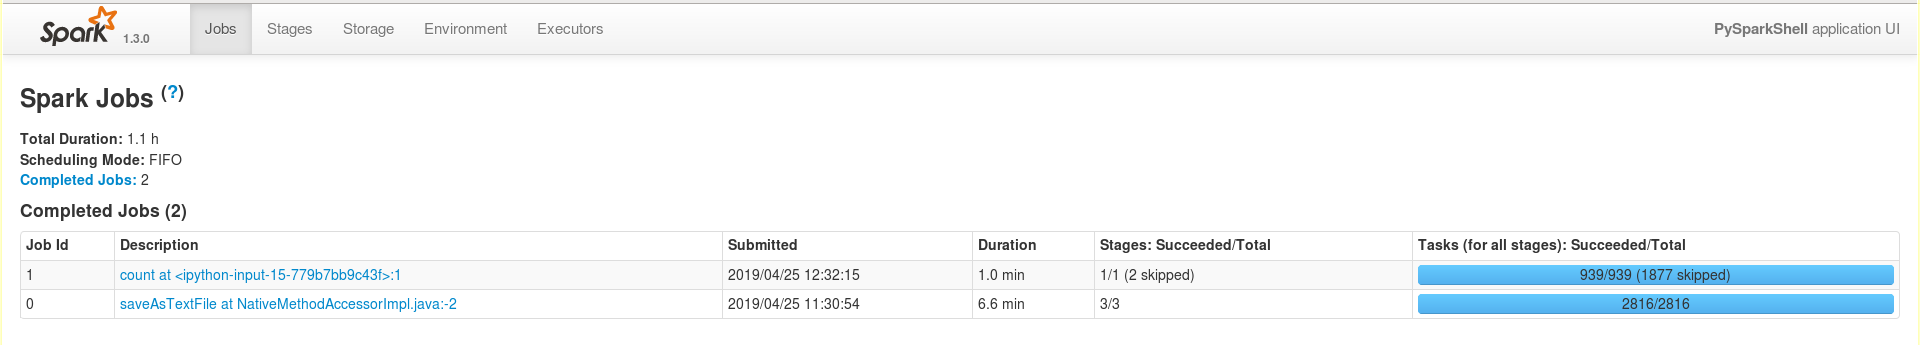 Spark 1.3.0 Jobs Stages Storage Environment Executors PySparkShell application UI
Spark Jobs (?)
Total Duration: 1.1 h
Scheduling Mode: FIFO
Completed Jobs: 2
Completed Jobs (2)
Job Id Description Submitted Duration Stages: Succeeded/Total Tasks (for all stages): Succeeded/Total
1 count at <ipython-input-15-779b7bb9c43f>:1 2019/04/25 12:32:15 1.0 min 1/1 (2 skipped) 939/939 (1877 skipped)
0 saveAsTextFile at NativeMethodAccessorImpl.java:-2 2019/04/25 11:30:54 6.6 min 3/3 2816/2816